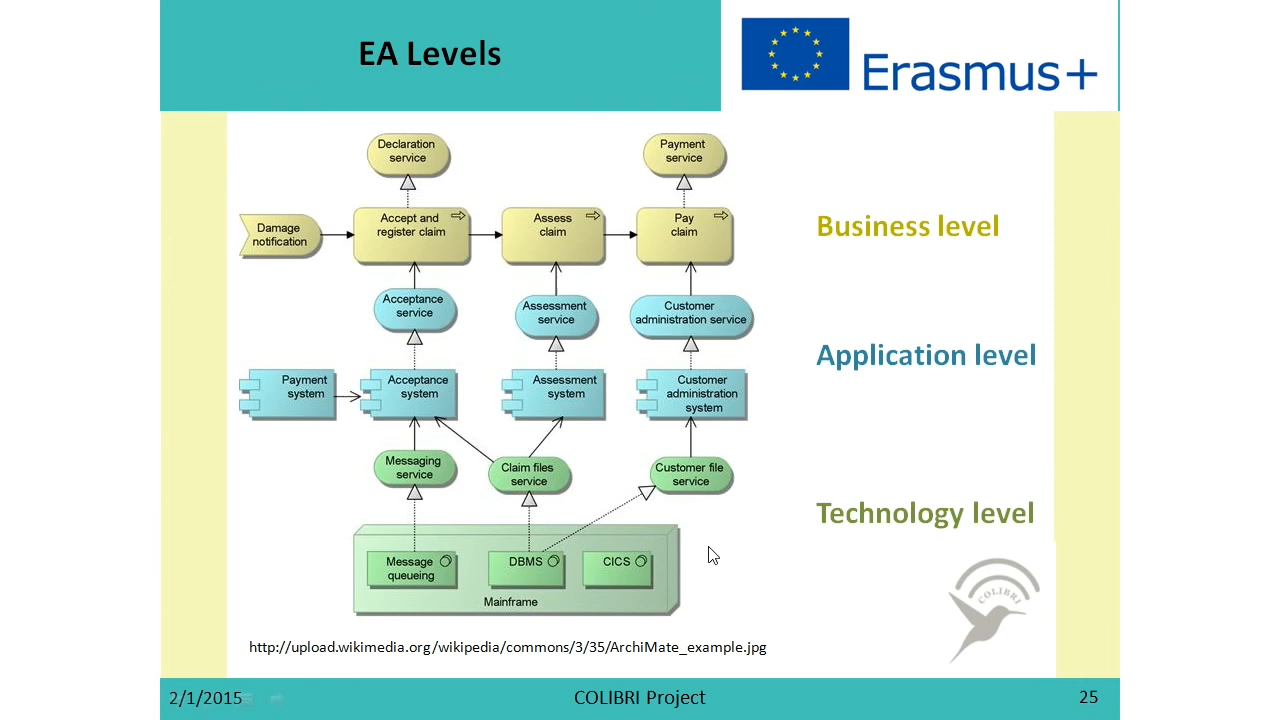 EA Levels
Erasmus+
Declaration
service
Payment
service
Damage
notification
Accept and
register claim
Assess
claim
Pay
claim
Business level
Acceptance
service
Assessment
service
Customer
administration service
Application level
Payment
system
Acceptance
system
Assessment
system
Customer
administration
system
Messaging
service
Claim files
service
Customer file
service
Technology level
Message
queueing
DBMS
CICS
Mainframe
COLIBRI
http://upload.wikimedia.org/wikipedia/commons/3/35/ArchiMate_example.jpg
2/1/2015
COLIBRI Project
25